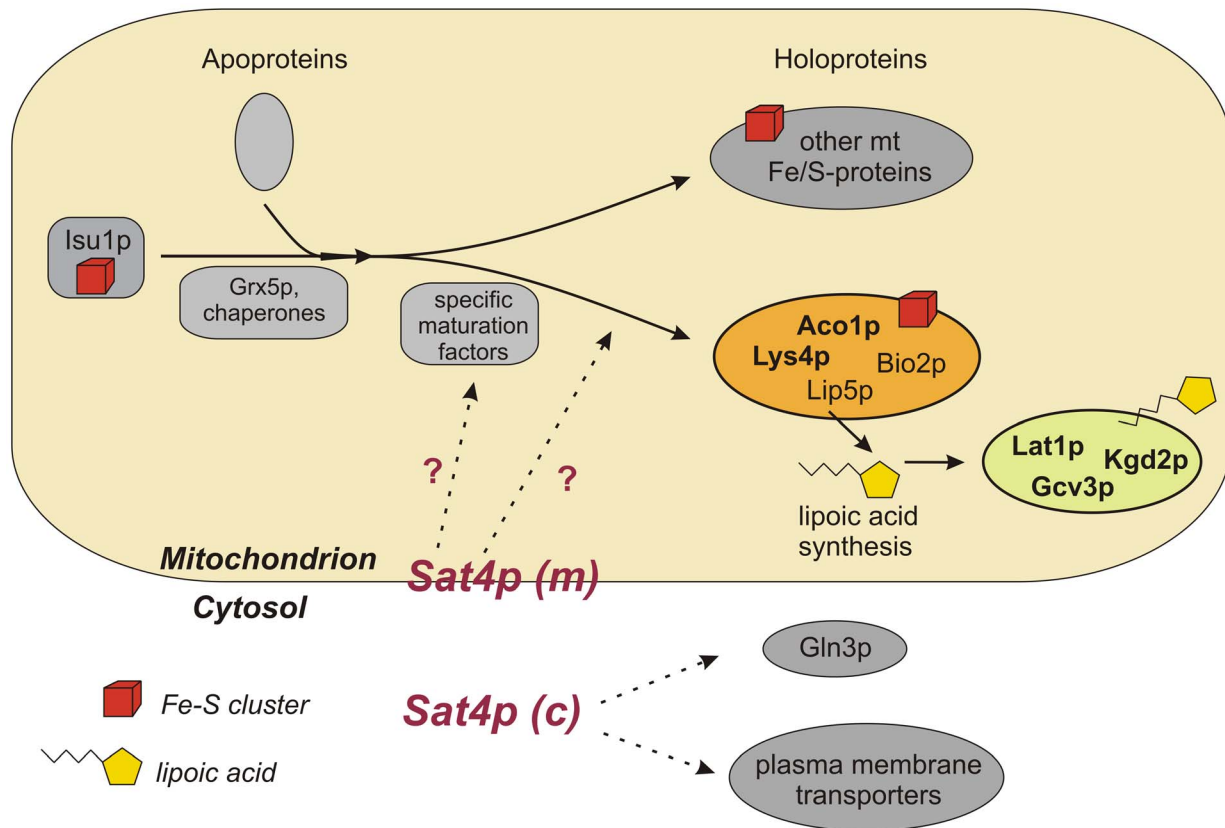 Apoproteins
Holoproteins
other mt
Fe/S-proteins
Isu1p
Grx5p,
chaperones
specific
maturation
factors
Aco1p
Lys4p
Bio2p
Lip5p
Lat1p
Kgd2p
Gcv3p
?
?
lipoic acid
synthesis
Mitochondrion
Sat4p (m)
Cytosol
Gln3p
Sat4p (c)
Fe-S cluster
lipoic acid
plasma membrane
transporters